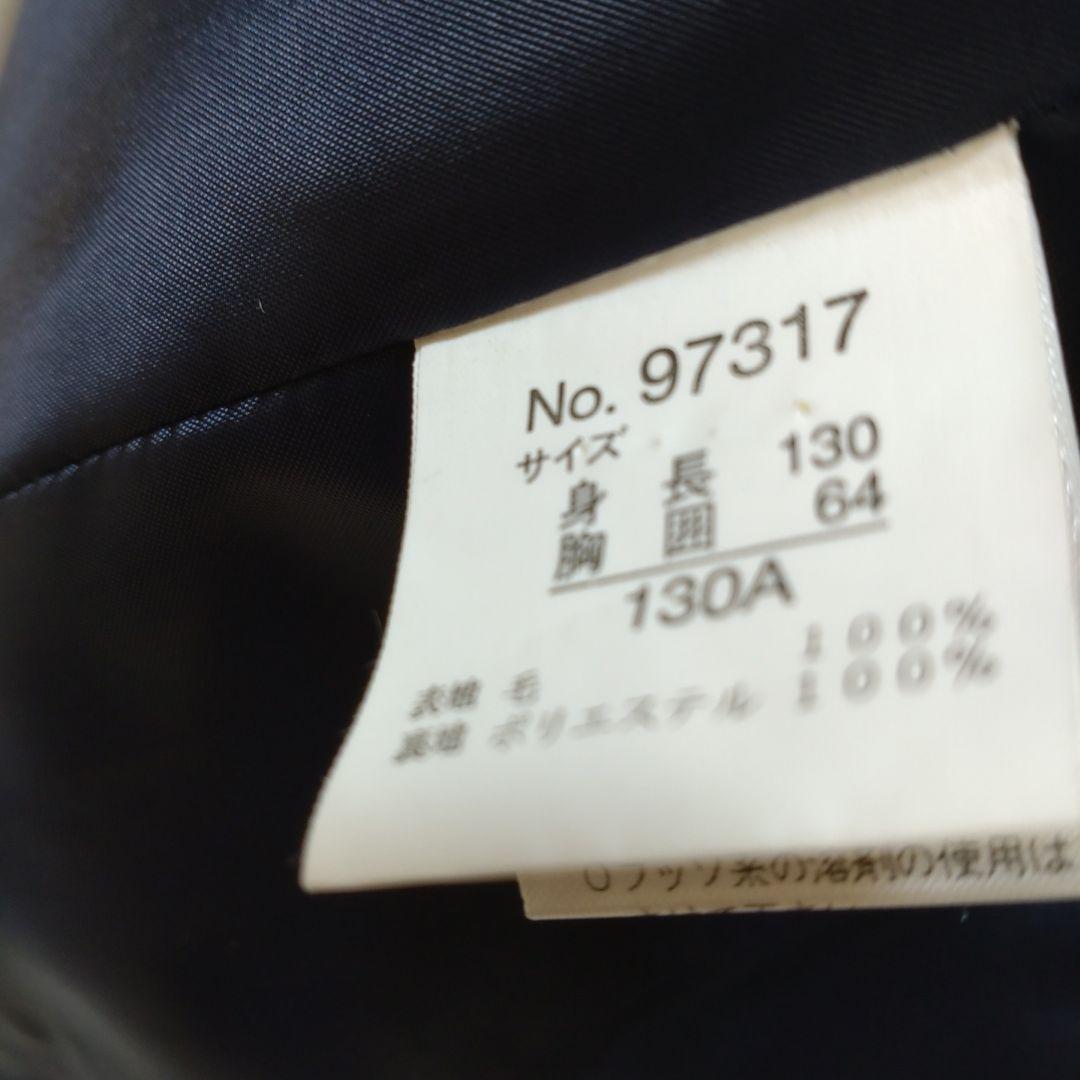 No. 97317
サイズ
身 長 130
胸 囲 64
130A
表地 毛 100%
裏地 ポリエステル 100%
フッソ系の溶剤の使用は